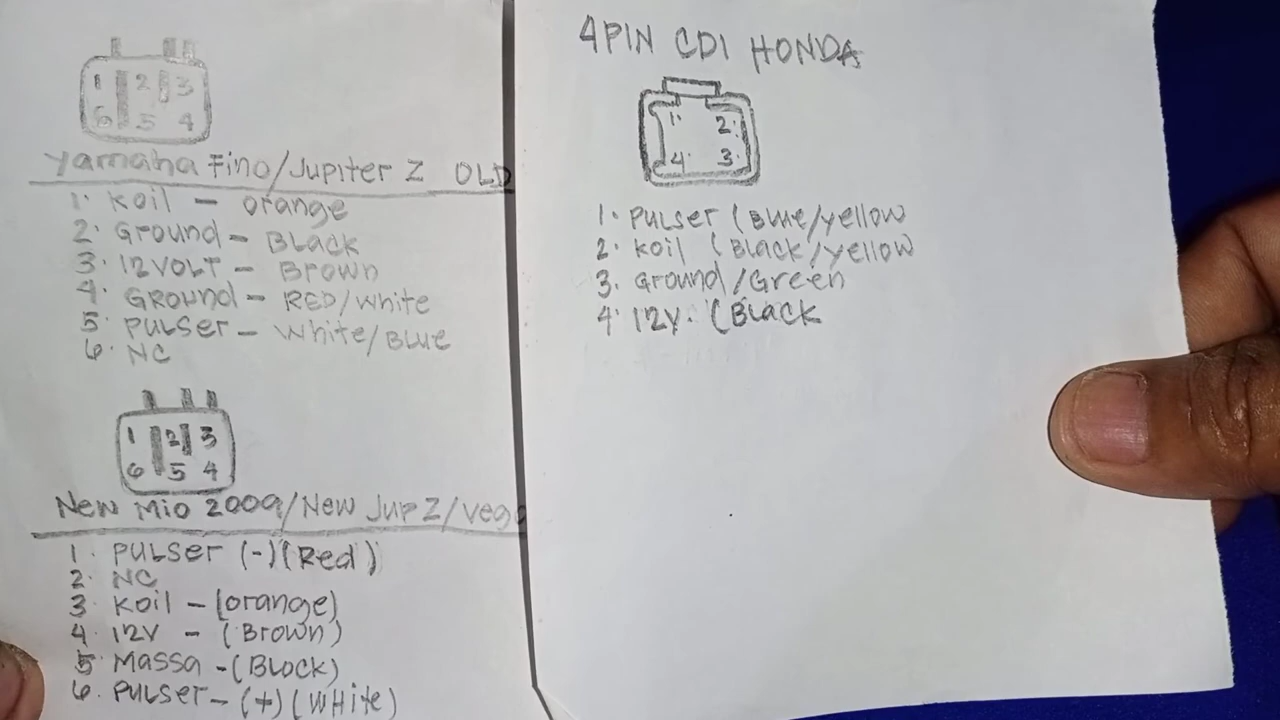 1 2 3
6 5 4
Yamaha Fino/Jupiter Z OLD
1. Koil - orange
2. Ground - Black
3. 12VOLT - Brown
4. GROUND - RED/White
5. PULSER - White/BLUE
6. NC
1 2 3
6 5 4
New Mio 2009/New Jup Z/Vega
1. PULSER (-) (Red)
2. NC
3. Koil - (orange)
4. 12V - (Brown)
5 MASSA - (BLOCK)
6. PULSER - (+) (WHite)
4PIN CDI HONDA
1. 2.
4. 3.
1. PULSER (BLUE/yellow
2. Koil (Black/yellow
3. Ground/Green
4. 12V. (BLack